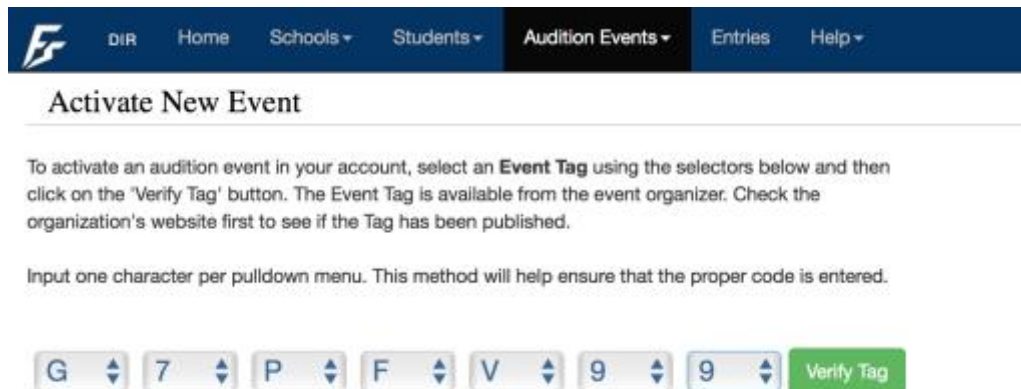 DIR Home Schools Students Audition Events Entries Help
Activate New Event
To activate an audition event in your account, select an Event Tag using the selectors below and then
click on the 'Verify Tag' button. The Event Tag is available from the event organizer. Check the
organization's website first to see if the Tag has been published.
Input one character per pulldown menu. This method will help ensure that the proper code is entered.
G 7 P F V 9 9 Verify Tag